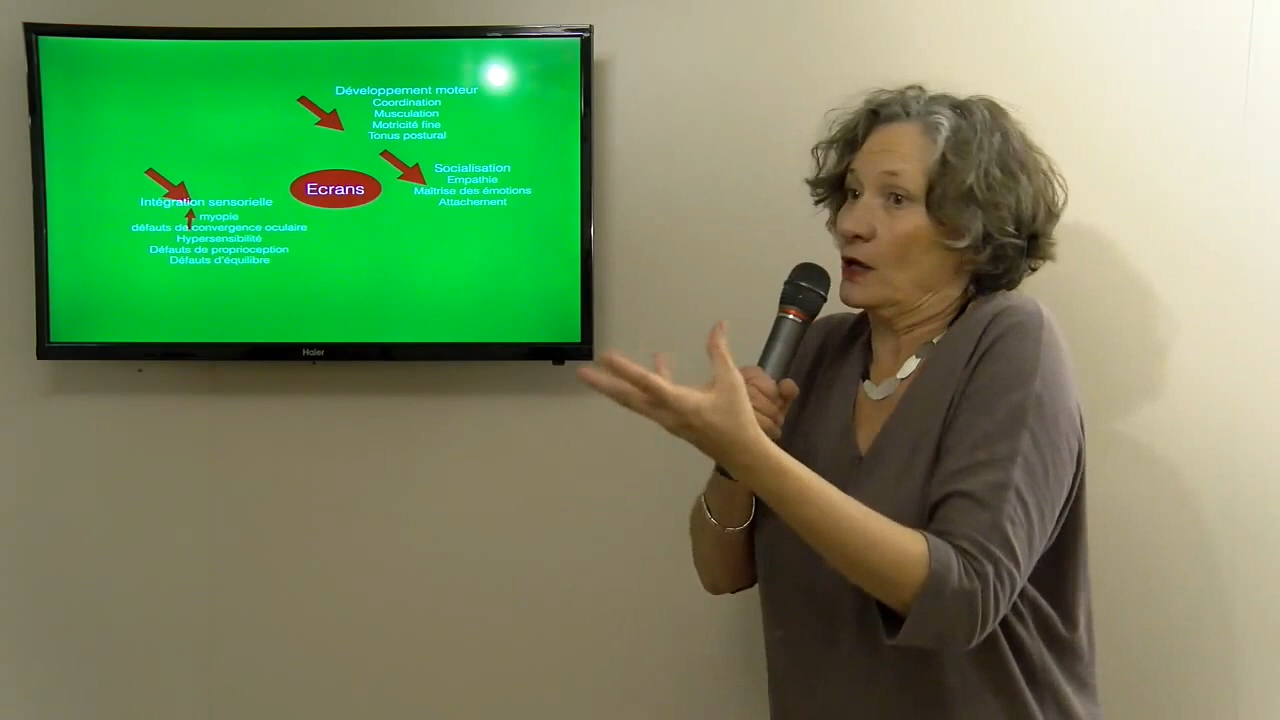 Développement moteur
Coordination
Musculation
Motricité fine
Tonus postural
Socialisation
Empathie
Maîtrise des émotions
Attachement
Ecrans
Intégration sensorielle
myopie
défauts de convergence oculaire
Hypersensibilité
Défauts de proprioception
Défauts d'équilibre
Haier